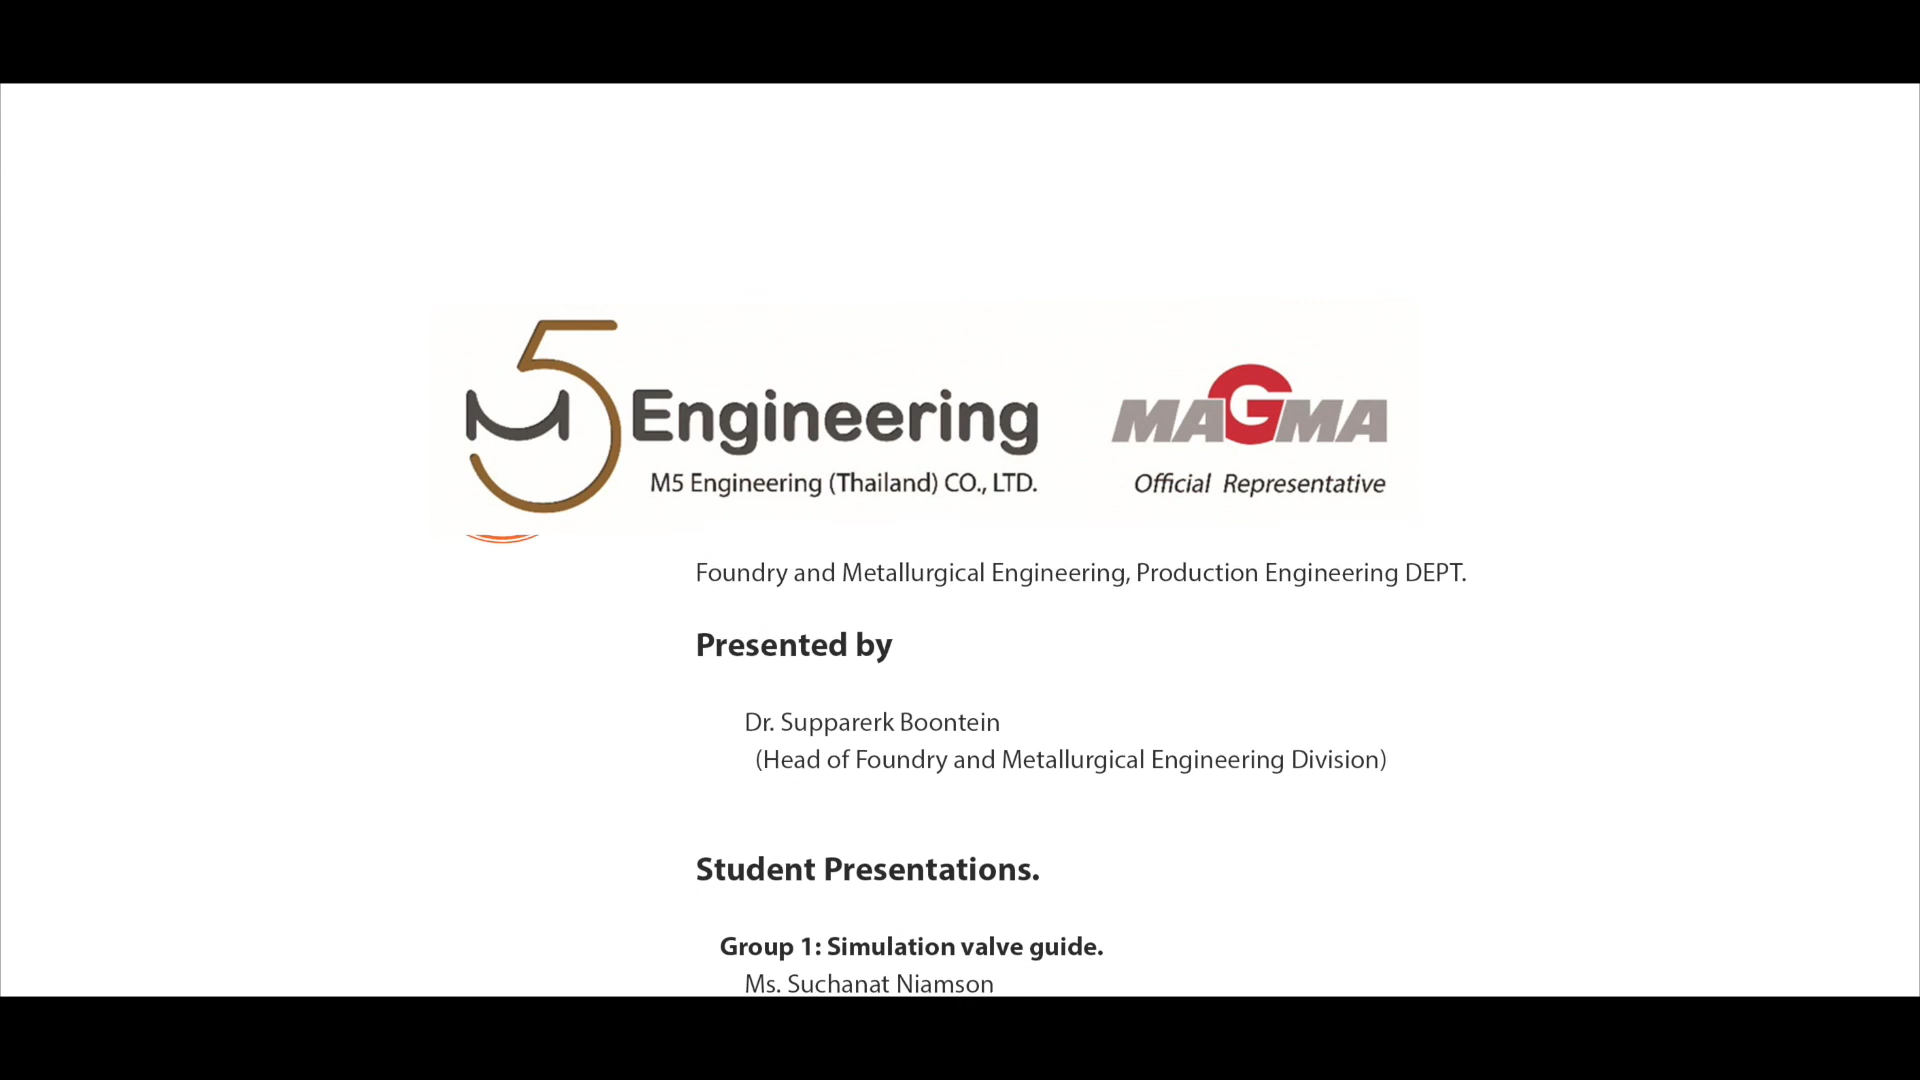 M5 Engineering
M5 Engineering (Thailand) CO., LTD.
MAGMA
Official Representative
Foundry and Metallurgical Engineering, Production Engineering DEPT.
Presented by
Dr. Supparerk Boontein
(Head of Foundry and Metallurgical Engineering Division)
Student Presentations.
Group 1: Simulation valve guide.
Ms. Suchanat Niamson